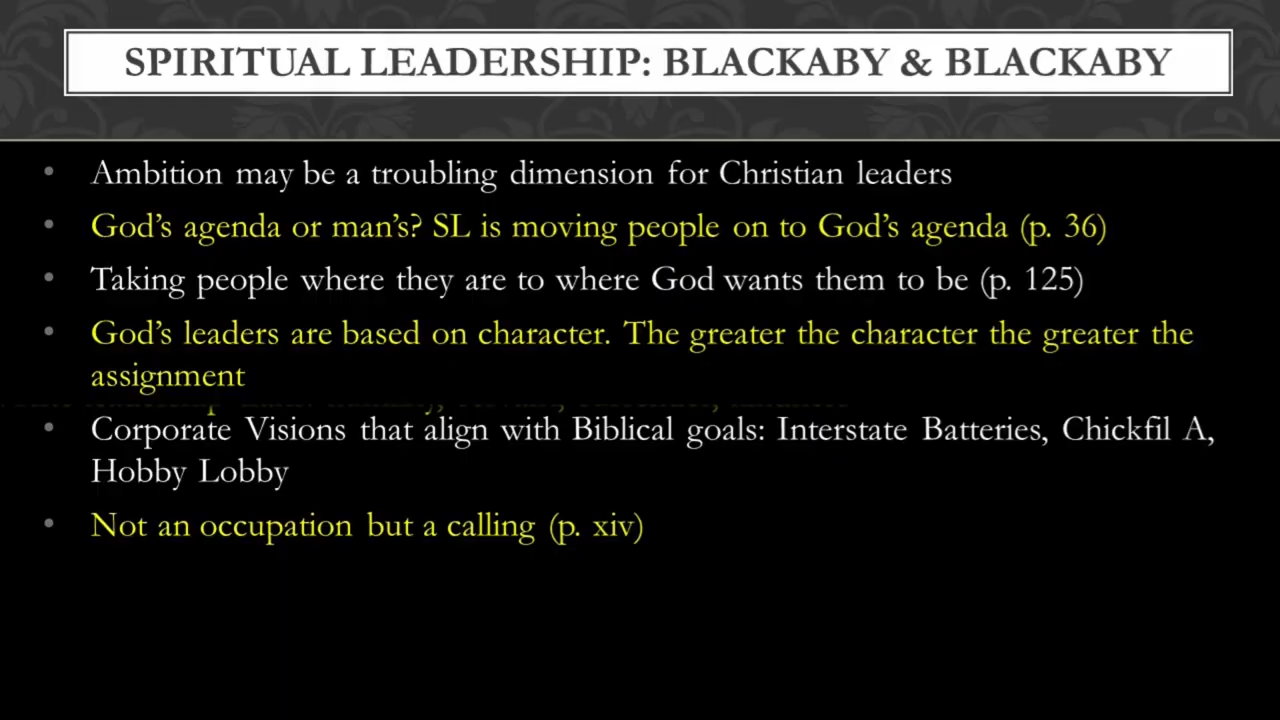 SPIRITUAL LEADERSHIP: BLACKABY & BLACKABY
• Ambition may be a troubling dimension for Christian leaders
• God's agenda or man's? SL is moving people on to God's agenda (p. 36)
• Taking people where they are to where God wants them to be (p. 125)
• God's leaders are based on character. The greater the character the greater the
assignment
• Corporate Visions that align with Biblical goals: Interstate Batteries, Chickfil A,
Hobby Lobby
• Not an occupation but a calling (p. xiv)